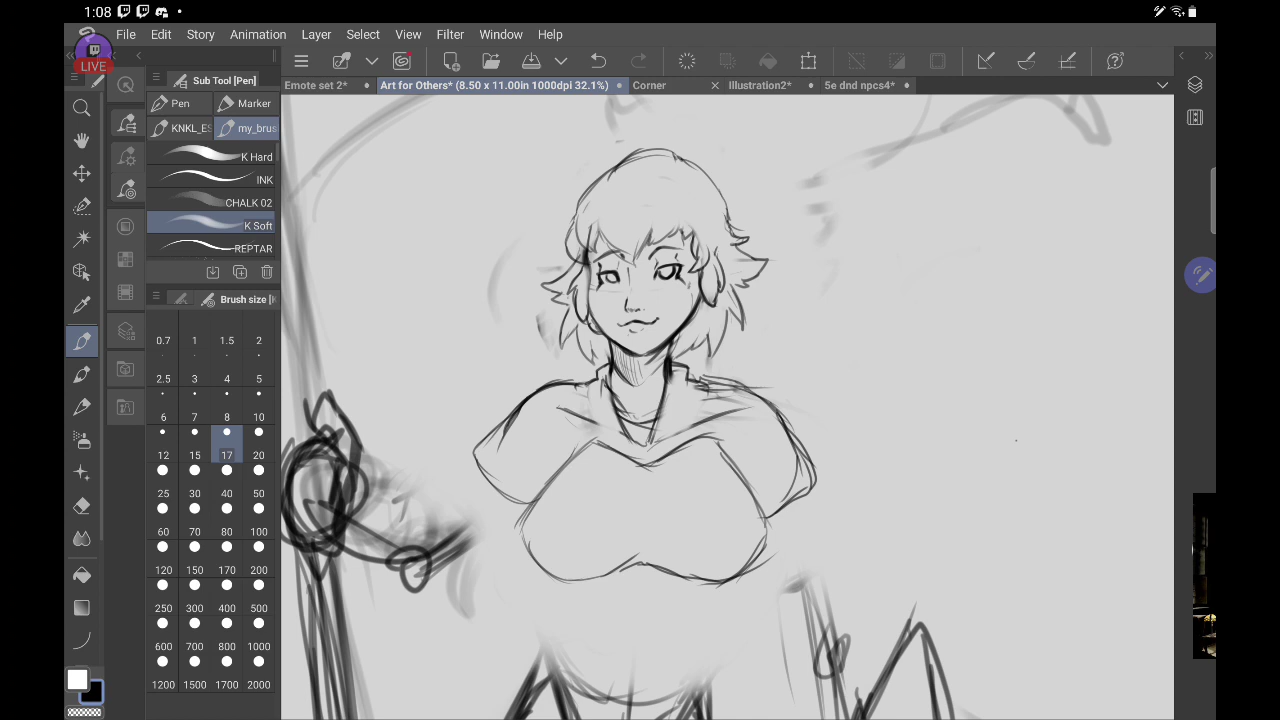 1:08
File Edit Story Animation Layer Select View Filter Window Help
LIVE
Sub Tool [Pen]
Emote set 2* Art for Others* (8.50 x 11.00in 1000dpi 32.1%) Corner Illustration2* 5e dnd npcs4*
Pen Marker
KNKL_ES my_brus
K Hard
INK
CHALK 02
K Soft
REPTAR
Brush size [
0.7 1 1.5 2
2.5 3 4 5
6 7 8 10
12 15 17 20
25 30 40 50
60 70 80 100
120 150 170 200
250 300 400 500
600 700 800 1000
1200 1500 1700 2000